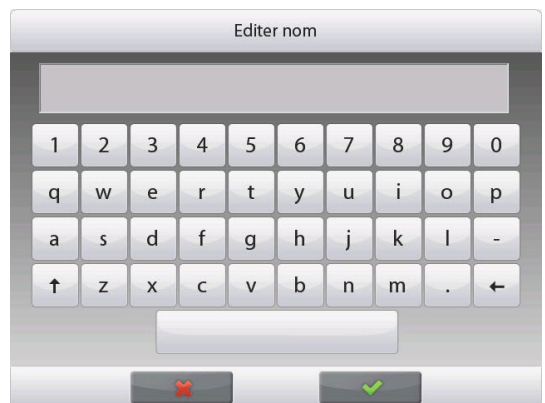 Editer nom
1 2 3 4 5 6 7 8 9 0
q w e r t y u i o p
a s d f g h j k l -
↑ z x c v b n m . ←